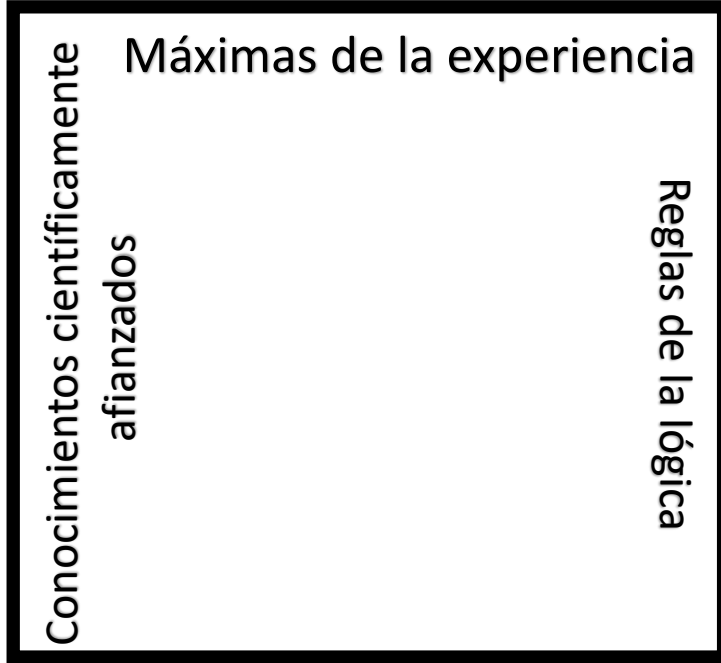 Máximas de la experiencia
Conocimientos científicamente
afianzados
Reglas de la lógica